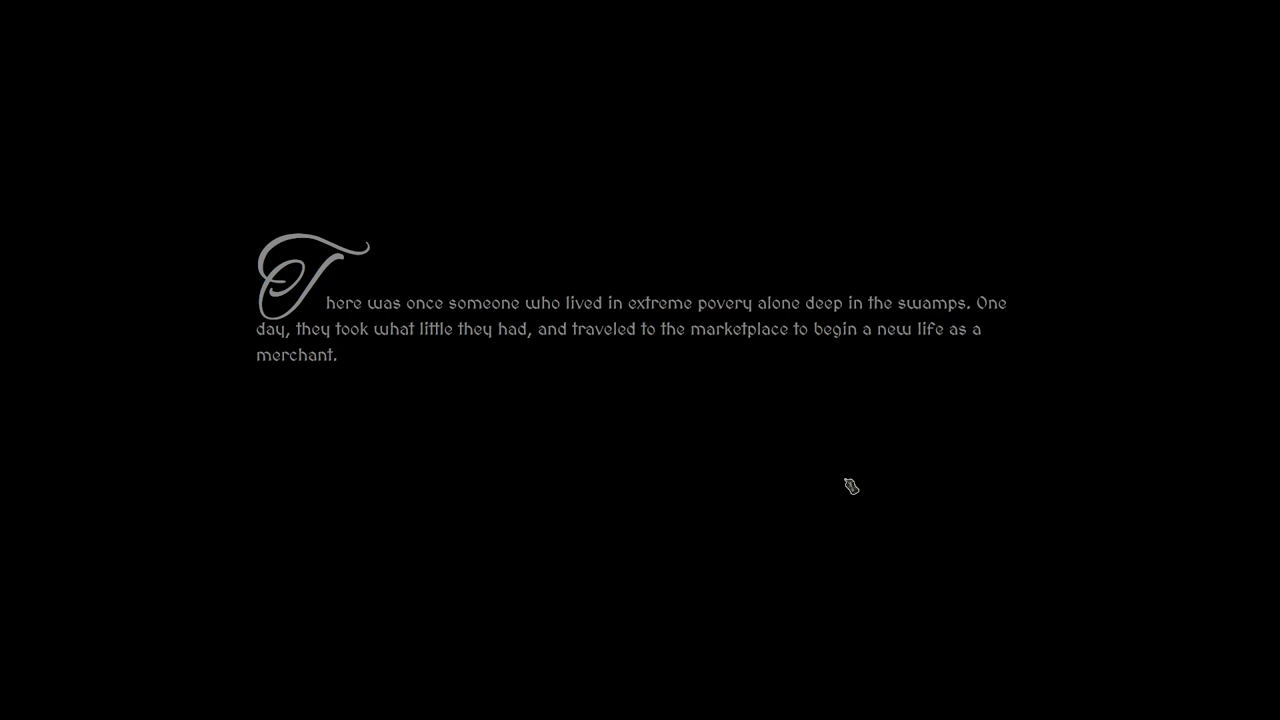 There was once someone who lived in extreme povery alone deep in the swamps. One
day, they took what little they had, and traveled to the marketplace to begin a new life as a
merchant.